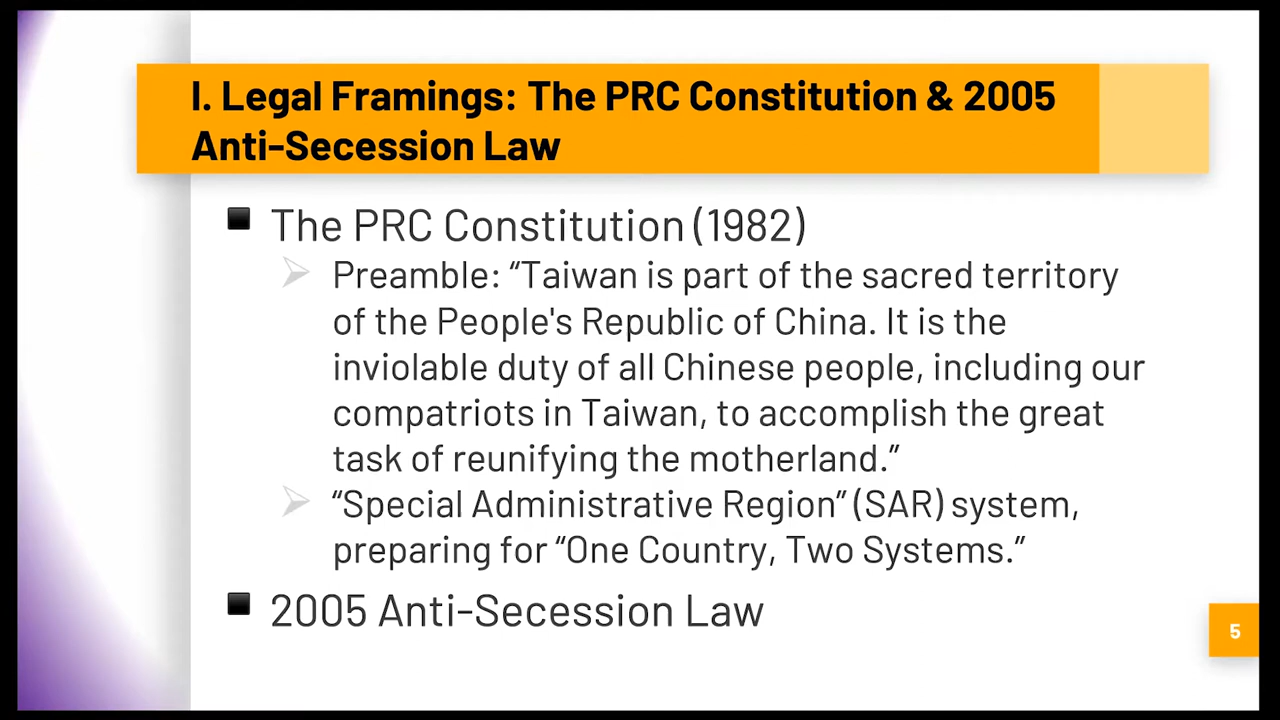 I. Legal Framings: The PRC Constitution & 2005
Anti-Secession Law
The PRC Constitution (1982)
Preamble: “Taiwan is part of the sacred territory
of the People's Republic of China. It is the
inviolable duty of all Chinese people, including our
compatriots in Taiwan, to accomplish the great
task of reunifying the motherland.”
“Special Administrative Region” (SAR) system,
preparing for “One Country, Two Systems.”
2005 Anti-Secession Law
5